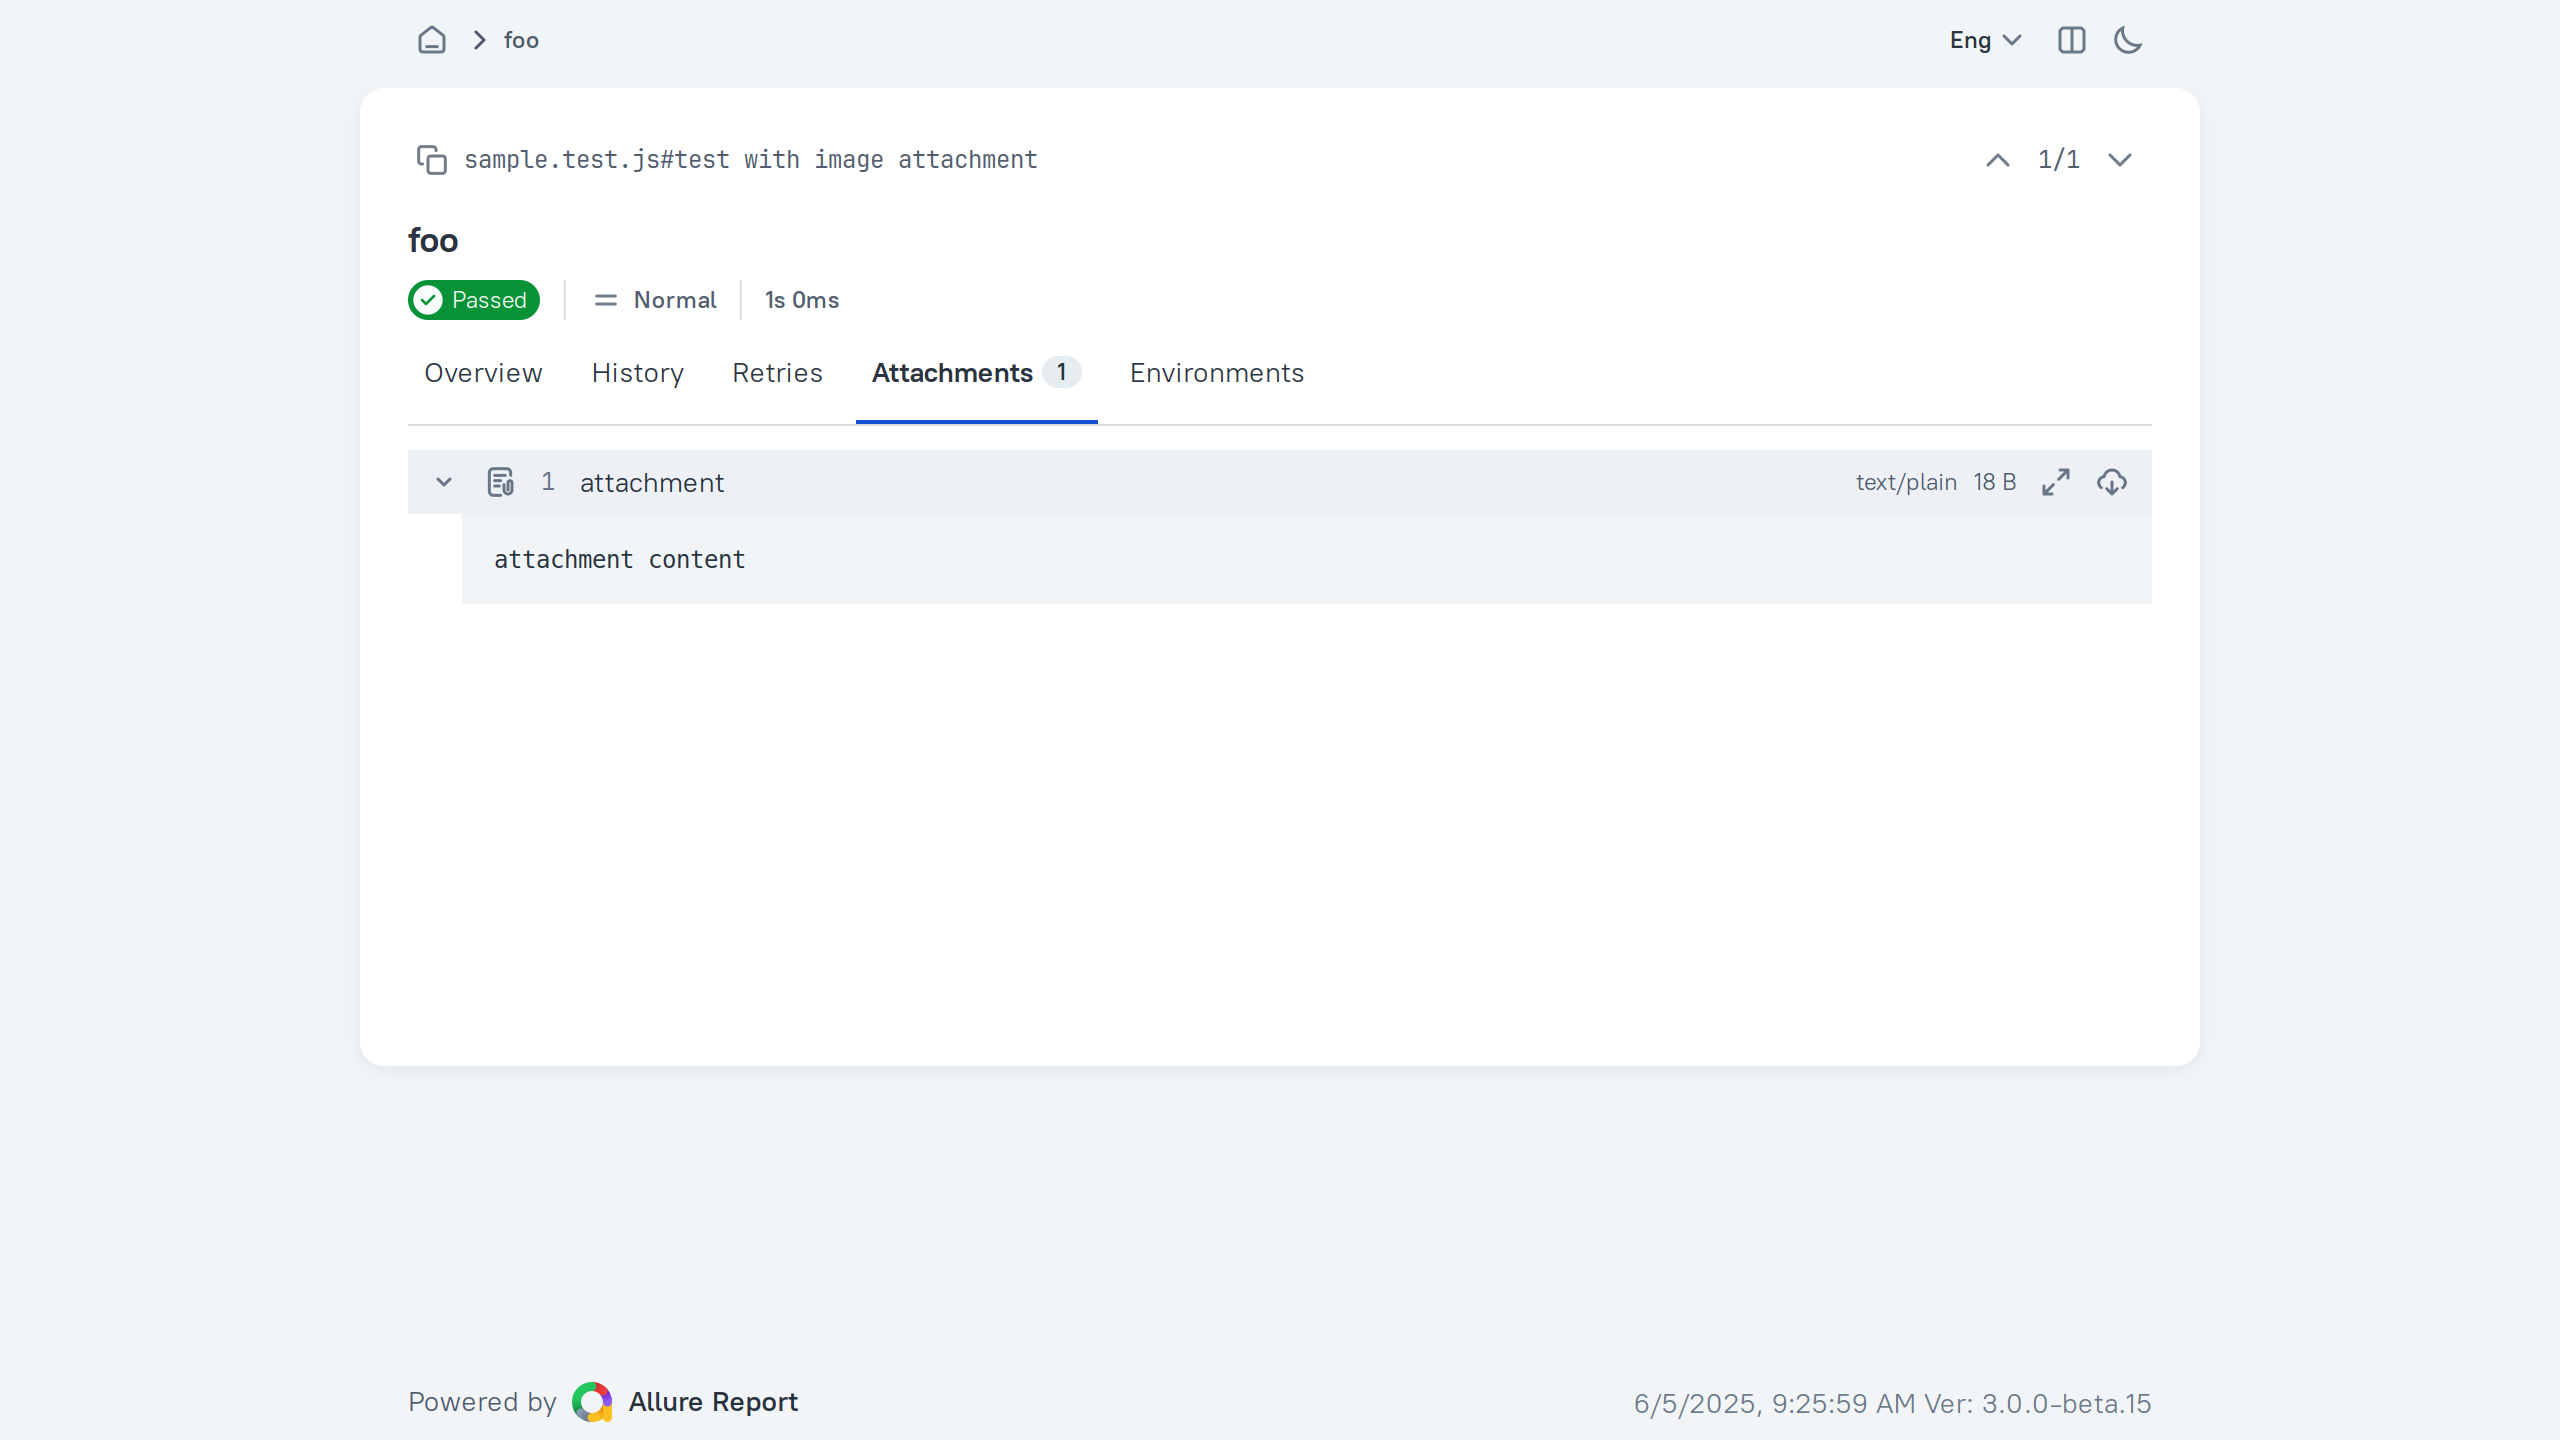 foo
Eng
sample.test.js#test with image attachment
1/1
foo
Passed
Normal
1s 0ms
Overview
History
Retries
Attachments 1
Environments
1 attachment
text/plain 18 B
attachment content
Powered by Allure Report
6/5/2025, 9:25:59 AM Ver: 3.0.0-beta.15